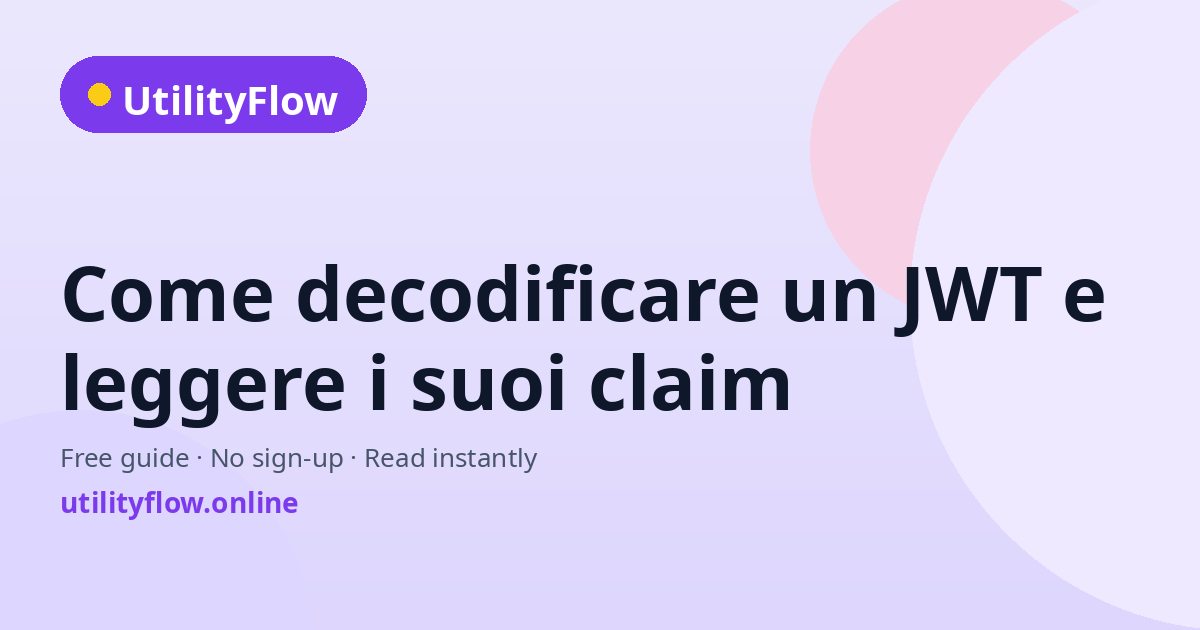 UtilityFlow
Come decodificare un JWT e
leggere i suoi claim
Free guide · No sign-up · Read instantly
utilityflow.online